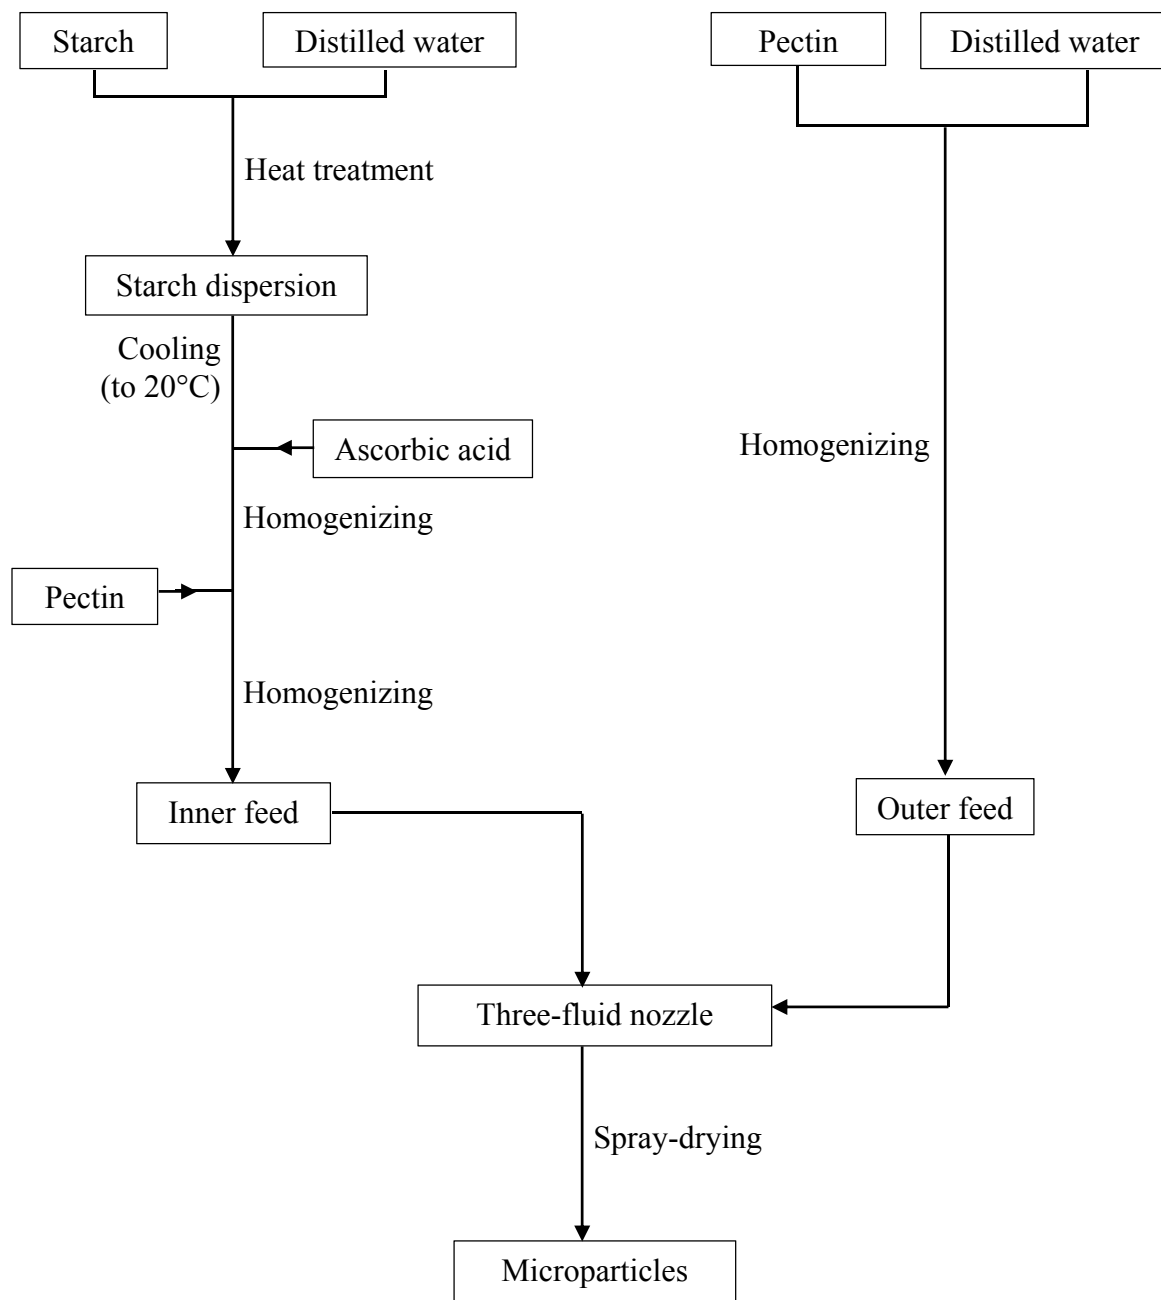 Starch
Distilled water
Pectin
Distilled water
Heat treatment
Starch dispersion
Cooling
(to 20°C)
Ascorbic acid
Homogenizing
Homogenizing
Pectin
Homogenizing
Inner feed
Outer feed
Three-fluid nozzle
Spray-drying
Microparticles